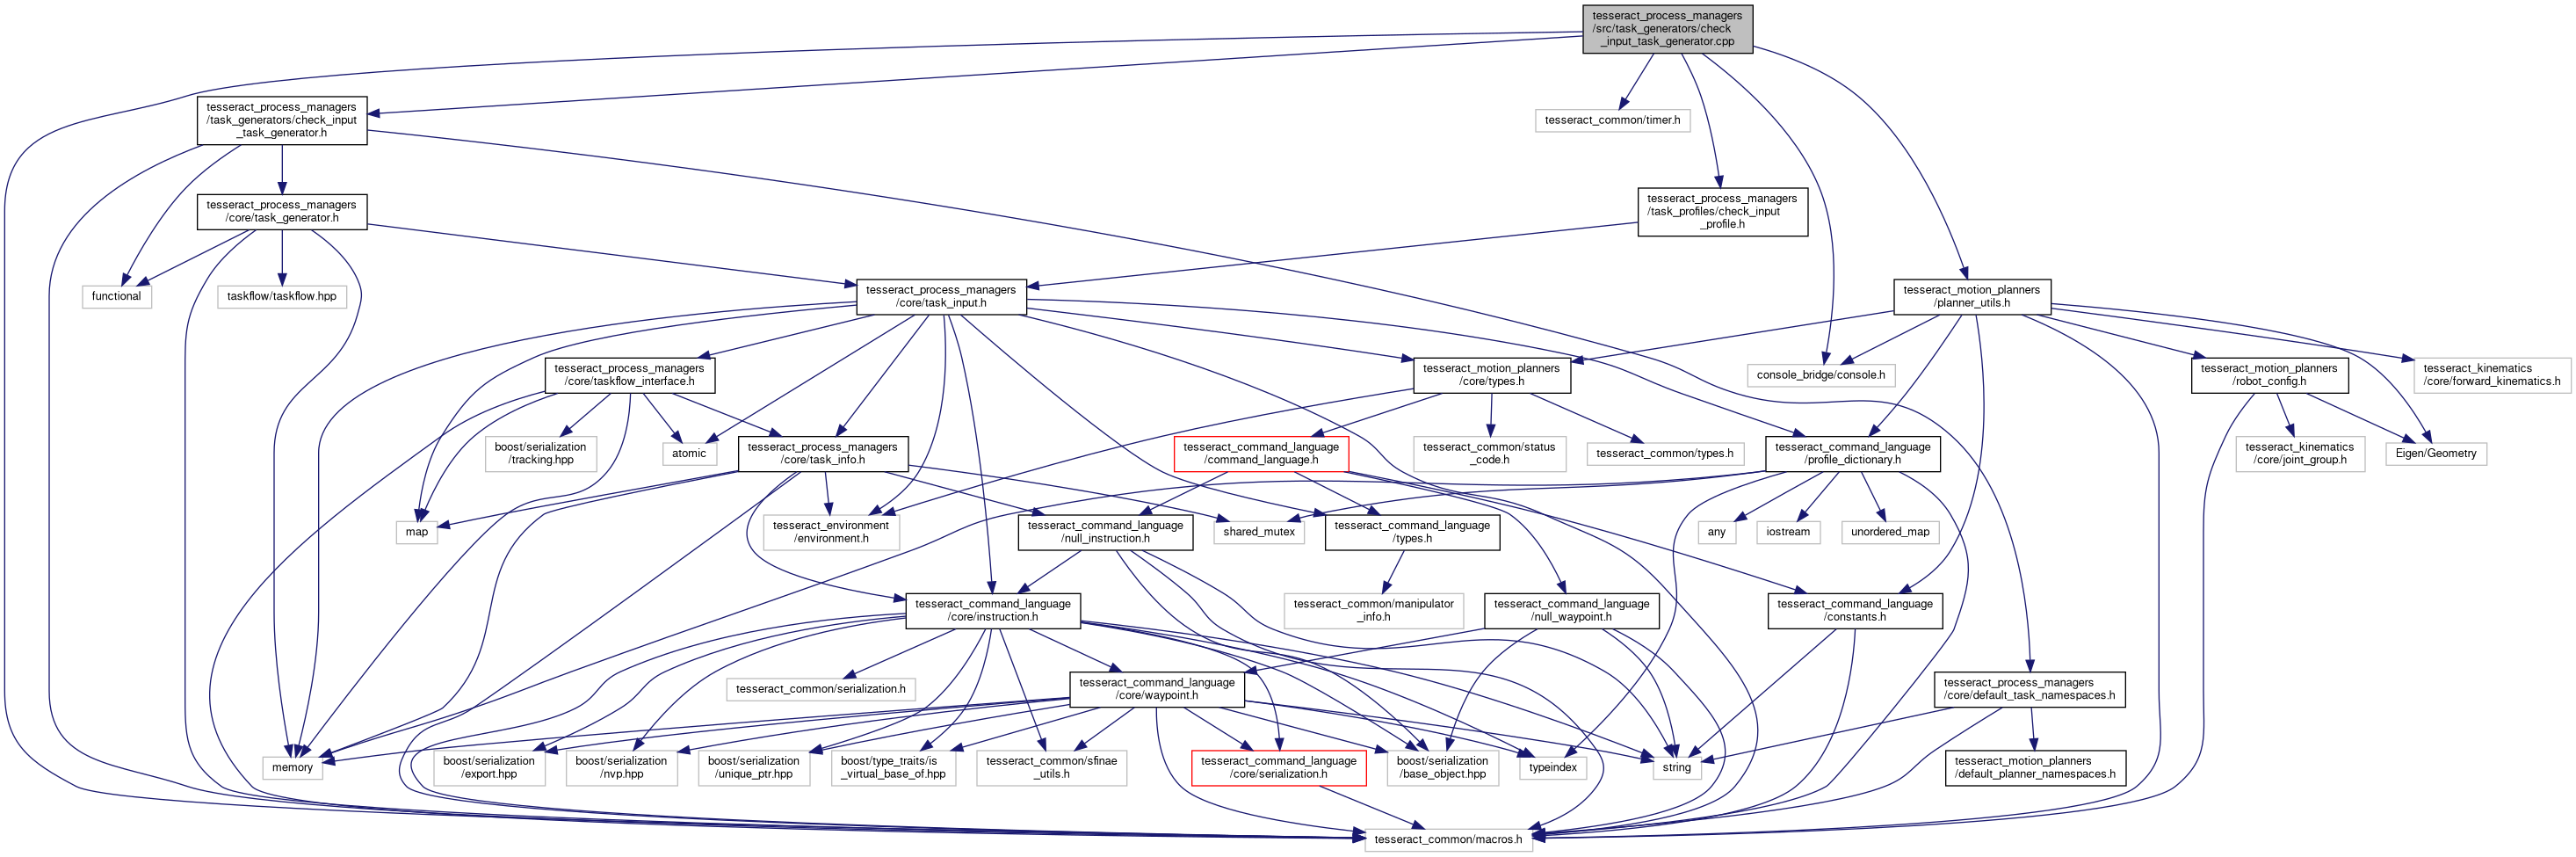 tesseract_process_managers
/src/task_generators/check
_input_task_generator.cpp
tesseract_process_managers
/task_generators/check_input
_task_generator.h
tesseract_common/timer.h
tesseract_process_managers
/core/task_generator.h
tesseract_process_managers
/task_profiles/check_input
_profile.h
functional
taskflow/taskflow.hpp
tesseract_process_managers
/core/task_input.h
tesseract_motion_planners
/planner_utils.h
tesseract_process_managers
/core/taskflow_interface.h
tesseract_motion_planners
/core/types.h
console_bridge/console.h
tesseract_motion_planners
/robot_config.h
tesseract_kinematics
/core/forward_kinematics.h
boost/serialization
/tracking.hpp
atomic
tesseract_process_managers
/core/task_info.h
tesseract_command_language
/command_language.h
tesseract_common/status
_code.h
tesseract_common/types.h
tesseract_command_language
/profile_dictionary.h
tesseract_kinematics
/core/joint_group.h
Eigen/Geometry
map
tesseract_environment
/environment.h
tesseract_command_language
/null_instruction.h
shared_mutex
tesseract_command_language
/types.h
any
iostream
unordered_map
tesseract_command_language
/core/instruction.h
tesseract_common/manipulator
_info.h
tesseract_command_language
/null_waypoint.h
tesseract_command_language
/constants.h
tesseract_common/serialization.h
tesseract_command_language
/core/waypoint.h
tesseract_process_managers
/core/default_task_namespaces.h
memory
boost/serialization
/export.hpp
boost/serialization
/nvp.hpp
boost/serialization
/unique_ptr.hpp
boost/type_traits/is
_virtual_base_of.hpp
tesseract_common/sfinae
_utils.h
tesseract_command_language
/core/serialization.h
boost/serialization
/base_object.hpp
typeindex
string
tesseract_motion_planners
/default_planner_namespaces.h
tesseract_common/macros.h